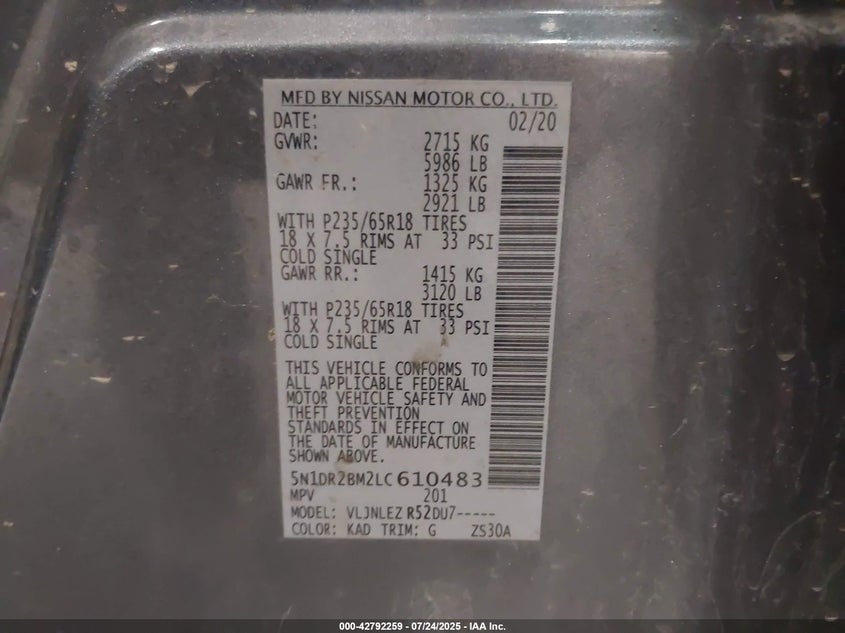 MFD BY NISSAN MOTOR CO., LTD.
DATE: 02/20
GVWR: 2715 KG
5986 LB
GAWR FR.: 1325 KG
2921 LB
WITH P235/65R18 TIRES
18 X 7.5 RIMS AT 33 PSI
COLD SINGLE
GAWR RR.: 1415 KG
3120 LB
WITH P235/65R18 TIRES
18 X 7.5 RIMS AT 33 PSI
COLD SINGLE
THIS VEHICLE CONFORMS TO
ALL APPLICABLE FEDERAL
MOTOR VEHICLE SAFETY AND
THEFT PREVENTION
STANDARDS IN EFFECT ON
THE DATE OF MANUFACTURE
SHOWN ABOVE.
5N1DR2BM2LC610483
MPV 201
MODEL: VLJNLEZ R52DU7-----
COLOR: KAD TRIM: G ZS30A
000-42792259 - 07/24/2025 - IAA Inc.